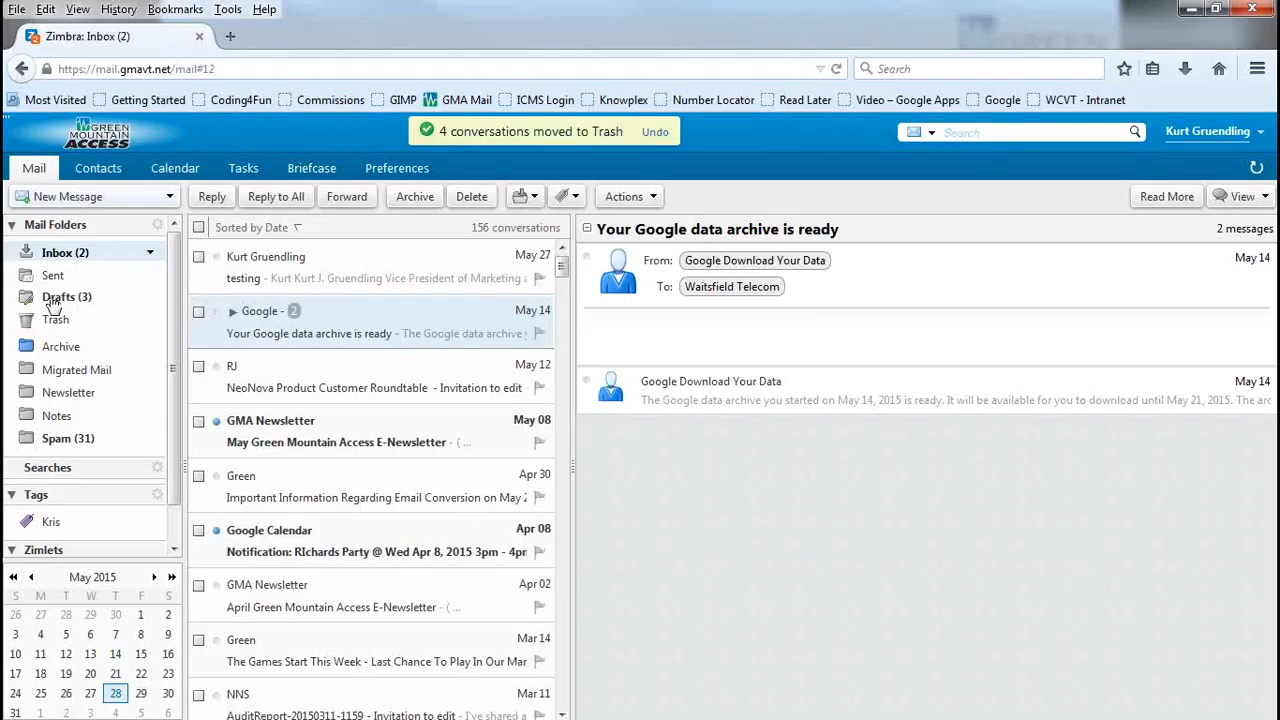 File Edit View History Bookmarks Tools Help
Zimbra: Inbox (2)
https://mail.gmavt.net/mail#12
Search
Most Visited Getting Started Coding4Fun Commissions GIMP GMA Mail ICMS Login Knowplex Number Locator Read Later Video – Google Apps Google WCVT - Intranet
GREEN MOUNTAIN ACCESS
4 conversations moved to Trash Undo
Search
Kurt Gruendling
Mail Contacts Calendar Tasks Briefcase Preferences
New Message Reply Reply to All Forward Archive Delete Actions Read More View
Mail Folders
Inbox (2)
Sent
Drafts (3)
Trash
Archive
Migrated Mail
Newsletter
Notes
Spam (31)
Searches
Tags
Kris
Zimlets
May 2015
S M T W T F S
26 27 28 29 30 1 2
3 4 5 6 7 8 9
10 11 12 13 14 15 16
17 18 19 20 21 22 23
24 25 26 27 28 29 30
31 1 2 3 4 5 6
Sorted by Date 156 conversations
Kurt Gruendling May 27
testing - Kurt Kurt J. Gruendling Vice President of Marketing a
Google - 2 May 14
Your Google data archive is ready - The Google data archive
RJ May 12
NeoNova Product Customer Roundtable - Invitation to edit
GMA Newsletter May 08
May Green Mountain Access E-Newsletter - ( ...
Green Apr 30
Important Information Regarding Email Conversion on May 2
Google Calendar Apr 08
Notification: RIchards Party @ Wed Apr 8, 2015 3pm - 4pm
GMA Newsletter Apr 02
April Green Mountain Access E-Newsletter - ( ...
Green Mar 14
The Games Start This Week - Last Chance To Play In Our Mar
NNS Mar 11
AuditReport-20150311-1159 - Invitation to edit - I've shared a
Your Google data archive is ready 2 messages
From: Google Download Your Data May 14
To: Waitsfield Telecom
Google Download Your Data May 14
The Google data archive you started on May 14, 2015 is ready. It will be available for you to download until May 21, 2015. The arc